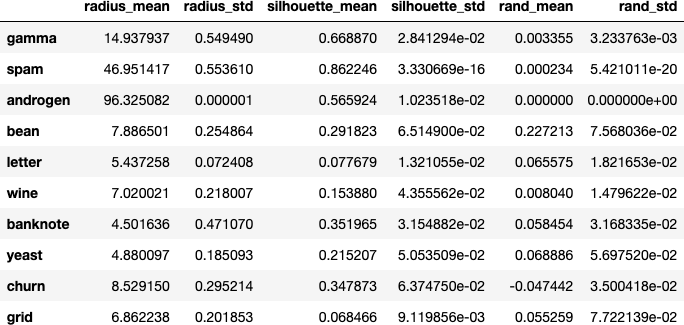 radius_mean radius_std silhouette_mean silhouette_std rand_mean rand_std
gamma 14.937937 0.549490 0.668870 2.841294e-02 0.003355 3.233763e-03
spam 46.951417 0.553610 0.862246 3.330669e-16 0.000234 5.421011e-20
androgen 96.325082 0.000001 0.565924 1.023518e-02 0.000000 0.000000e+00
bean 7.886501 0.254864 0.291823 6.514900e-02 0.227213 7.568036e-02
letter 5.437258 0.072408 0.077679 1.321055e-02 0.065575 1.821653e-02
wine 7.020021 0.218007 0.153880 4.355562e-02 0.008040 1.479622e-02
banknote 4.501636 0.471070 0.351965 3.154882e-02 0.058454 3.168335e-02
yeast 4.880097 0.185093 0.215207 5.053509e-02 0.068886 5.697520e-02
churn 8.529150 0.295214 0.347873 6.374750e-02 -0.047442 3.500418e-02
grid 6.862238 0.201853 0.068466 9.119856e-03 0.055259 7.722139e-02